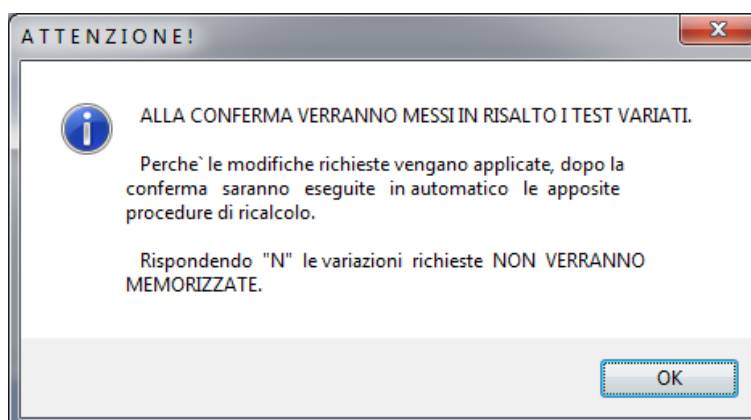 ATTENZIONE!
ALLA CONFERMA VERRANNO MESSI IN RISALTO I TEST VARIATI.
Perche` le modifiche richieste vengano applicate, dopo la
conferma saranno eseguite in automatico le apposite
procedure di ricalcolo.
Rispondendo "N" le variazioni richieste NON VERRANNO
MEMORIZZATE.
OK